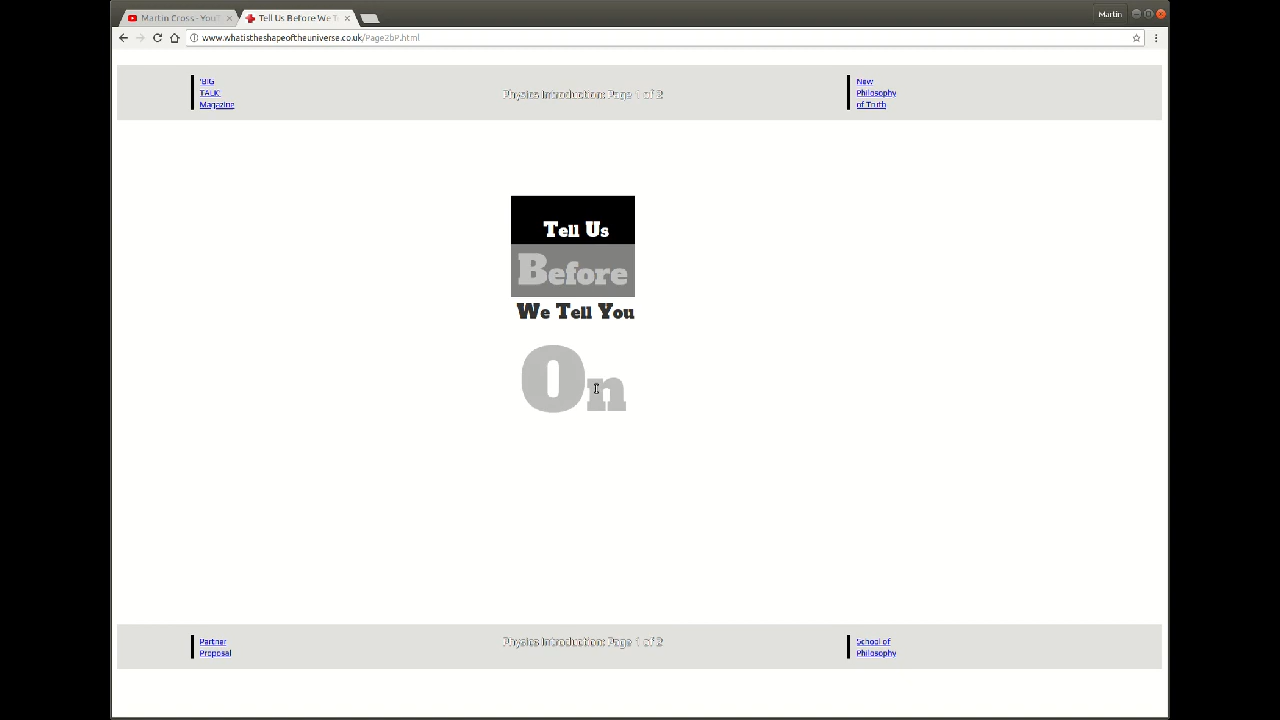 Martin Cross - YouT
Tell Us Before We T
Martin
www.whatistheshapeoftheuniverse.co.uk/Page2bP.html
'BIG
TALK'
Magazine
Physics Introduction: Page 1 of 2
New
Philosophy
of Truth
Tell Us
Before
We Tell You
On
Partner
Proposal
Physics Introduction: Page 1 of 2
School of
Philosophy